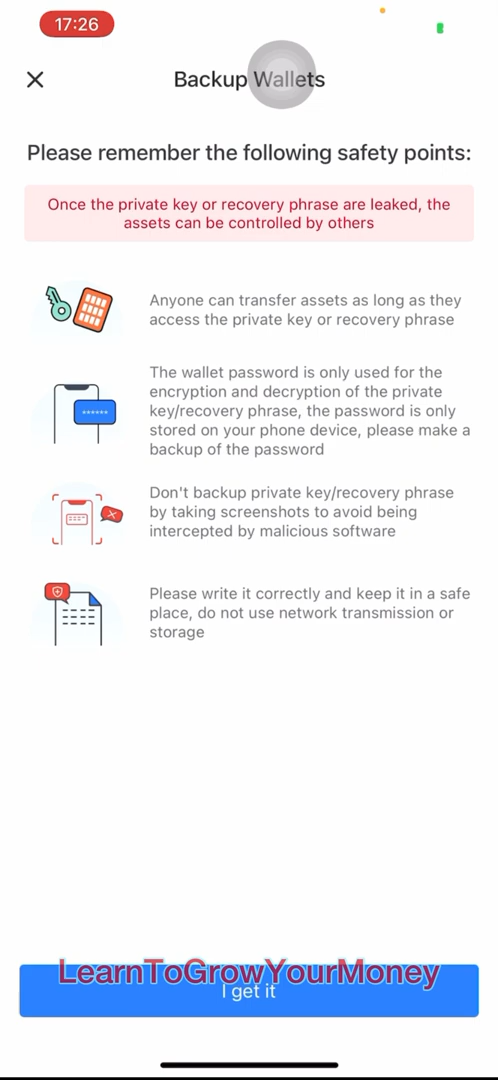 17:26
Backup Wallets
Please remember the following safety points:
Once the private key or recovery phrase are leaked, the
assets can be controlled by others
Anyone can transfer assets as long as they
access the private key or recovery phrase
The wallet password is only used for the
encryption and decryption of the private
key/recovery phrase, the password is only
stored on your phone device, please make a
backup of the password
Don't backup private key/recovery phrase
by taking screenshots to avoid being
intercepted by malicious software
Please write it correctly and keep it in a safe
place, do not use network transmission or
storage
LearnToGrowYourMoney
I get it